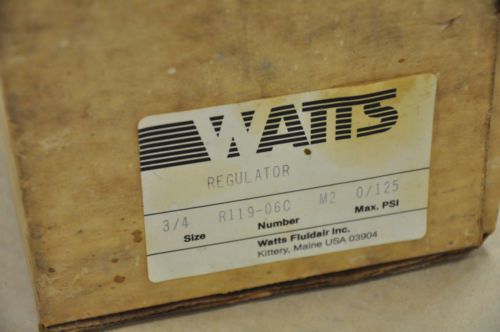 WATTS
REGULATOR
3/4 R119-06C M2 0/125
Size Number Max. PSI
Watts Fluidair Inc.
Kittery, Maine USA 03904